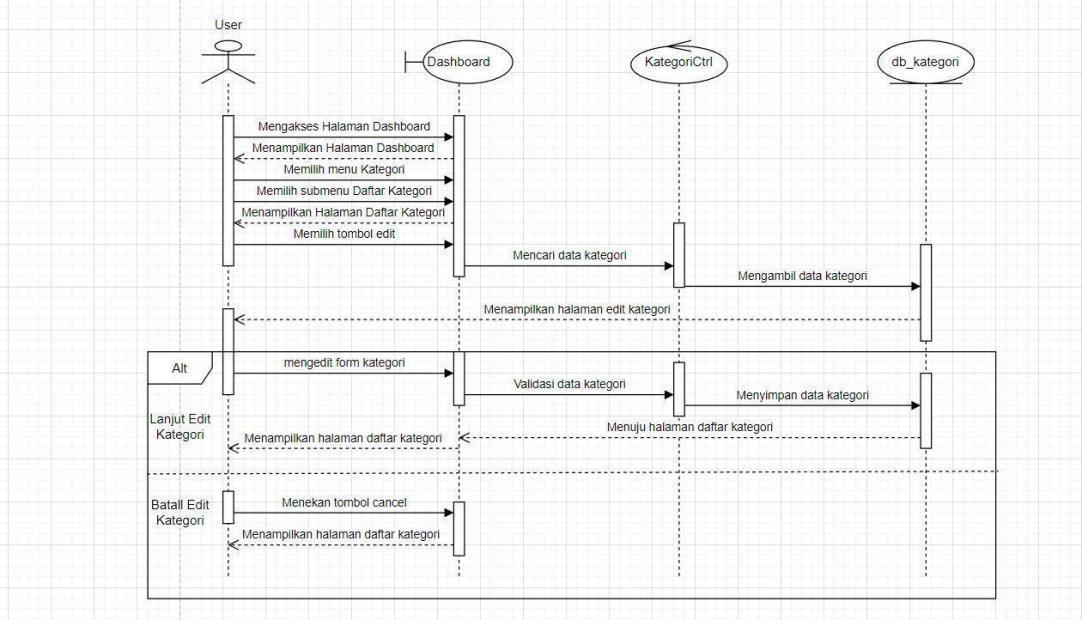 User
Dashboard
KategoriCtrl
db_kategori
Mengakses Halaman Dashboard
Menampilkan Halaman Dashboard
Memilih menu Kategori
Memilih submenu Daftar Kategori
Menampilkan Halaman Daftar Kategori
Memilih tombol edit
Mencari data kategori
Mengambil data kategori
Menampilkan halaman edit kategori
Alt
mengedit form kategori
Validasi data kategori
Menyimpan data kategori
Lanjut Edit
Kategori
Menuju halaman daftar kategori
Menampilkan halaman daftar kategori
Batall Edit
Kategori
Menekan tombol cancel
Menampilkan halaman daftar kategori